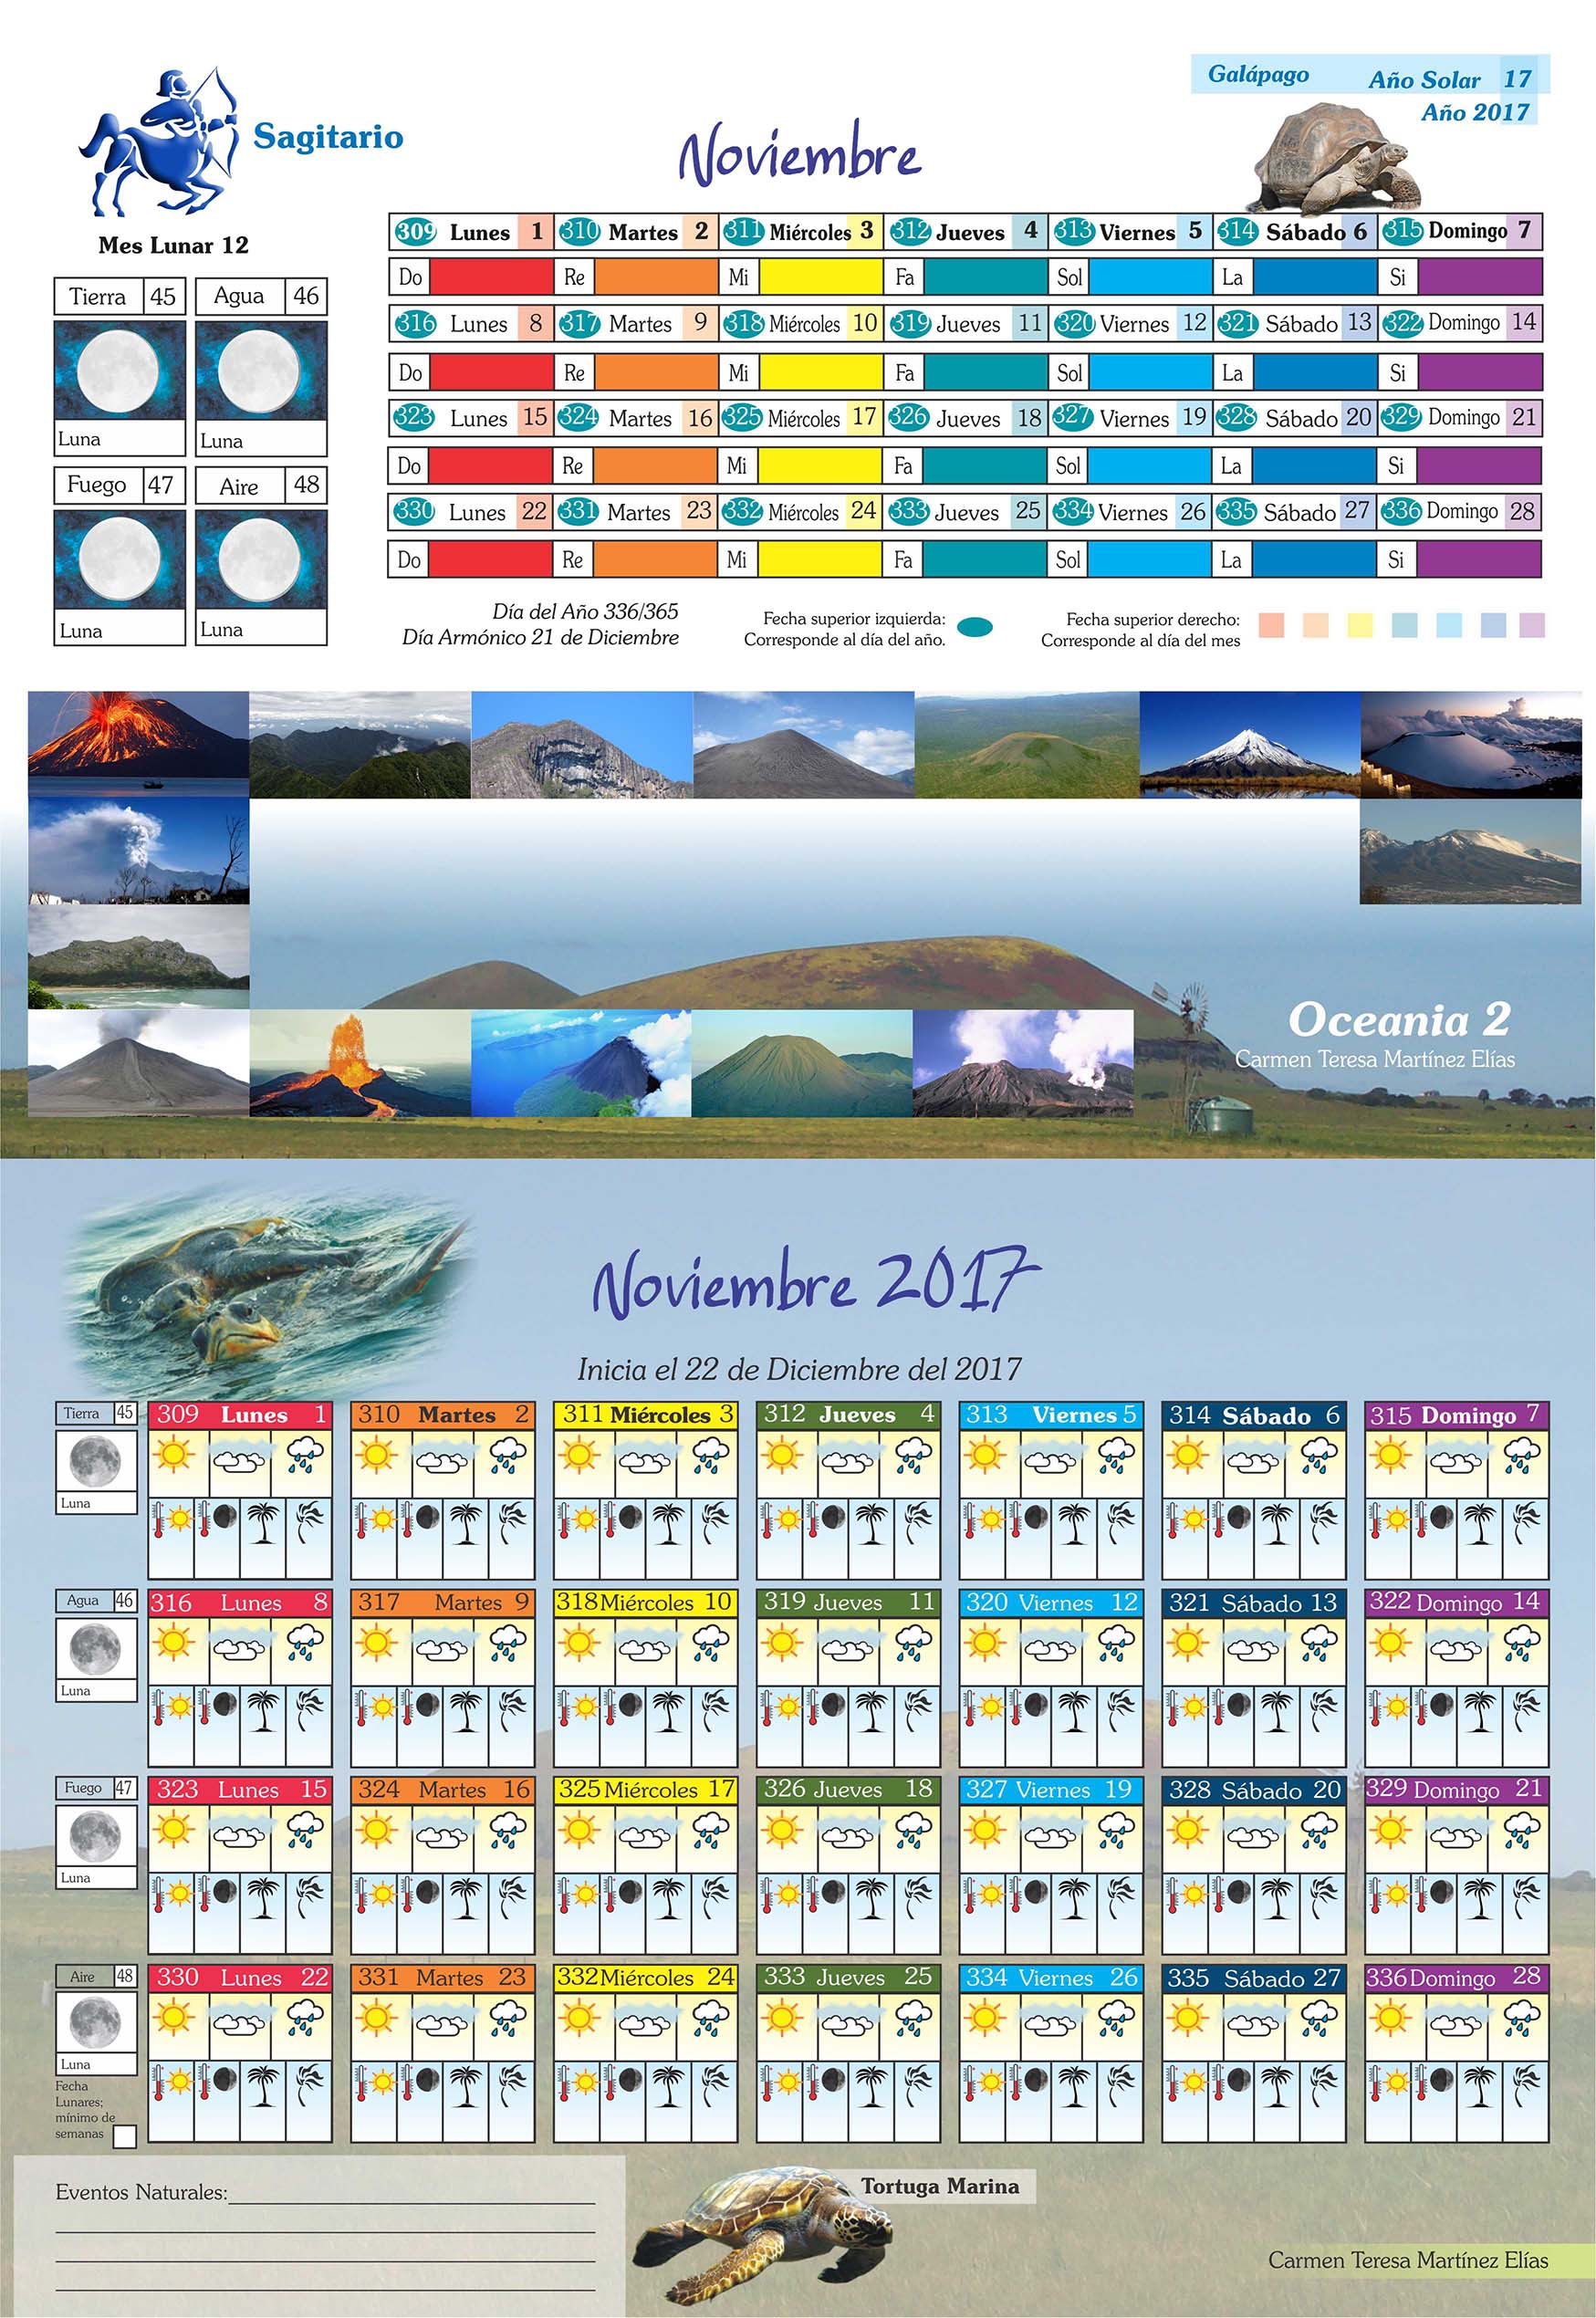 Galápago Año Solar 17
Año 2017
Sagitario
Noviembre
Mes Lunar 12
Tierra 45 Agua 46
Luna Luna
Fuego 47 Aire 48
Luna Luna
309 Lunes 1 310 Martes 2 311 Miércoles 3 312 Jueves 4 313 Viernes 5 314 Sábado 6 315 Domingo 7
Do Re Mi Fa Sol La Si
316 Lunes 8 317 Martes 9 318 Miércoles 10 319 Jueves 11 320 Viernes 12 321 Sábado 13 322 Domingo 14
Do Re Mi Fa Sol La Si
323 Lunes 15 324 Martes 16 325 Miércoles 17 326 Jueves 18 327 Viernes 19 328 Sábado 20 329 Domingo 21
Do Re Mi Fa Sol La Si
330 Lunes 22 331 Martes 23 332 Miércoles 24 333 Jueves 25 334 Viernes 26 335 Sábado 27 336 Domingo 28
Do Re Mi Fa Sol La Si
Día del Año 336/365
Día Armónico 21 de Diciembre
Fecha superior izquierda:
Corresponde al día del año.
Fecha superior derecho:
Corresponde al día del mes
Oceania 2
Carmen Teresa Martínez Elías
Noviembre 2017
Inicia el 22 de Diciembre del 2017
Tierra 45 309 Lunes 1 310 Martes 2 311 Miércoles 3 312 Jueves 4 313 Viernes 5 314 Sábado 6 315 Domingo 7
Luna
Agua 46 316 Lunes 8 317 Martes 9 318 Miércoles 10 319 Jueves 11 320 Viernes 12 321 Sábado 13 322 Domingo 14
Luna
Fuego 47 323 Lunes 15 324 Martes 16 325 Miércoles 17 326 Jueves 18 327 Viernes 19 328 Sábado 20 329 Domingo 21
Luna
Aire 48 330 Lunes 22 331 Martes 23 332 Miércoles 24 333 Jueves 25 334 Viernes 26 335 Sábado 27 336 Domingo 28
Luna
Fecha
Lunares;
mínimo de
semanas
Eventos Naturales:
Tortuga Marina
Carmen Teresa Martínez Elías